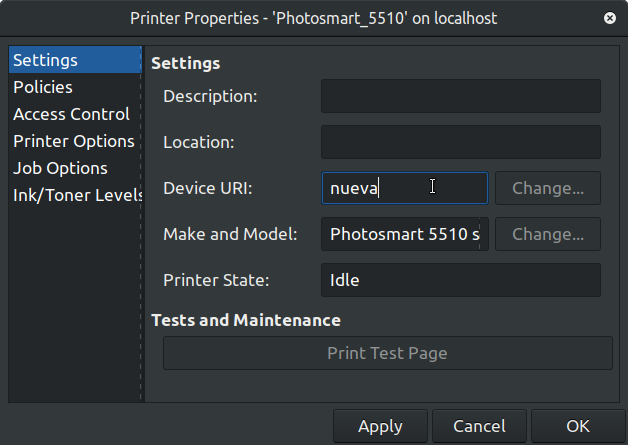 Printer Properties - 'Photosmart_5510' on localhost
Settings
Policies
Access Control
Printer Options
Job Options
Ink/Toner Levels
Settings
Description:
Location:
Device URI: nueva Change...
Make and Model: Photosmart 5510 s Change...
Printer State: Idle
Tests and Maintenance
Print Test Page
Apply Cancel OK